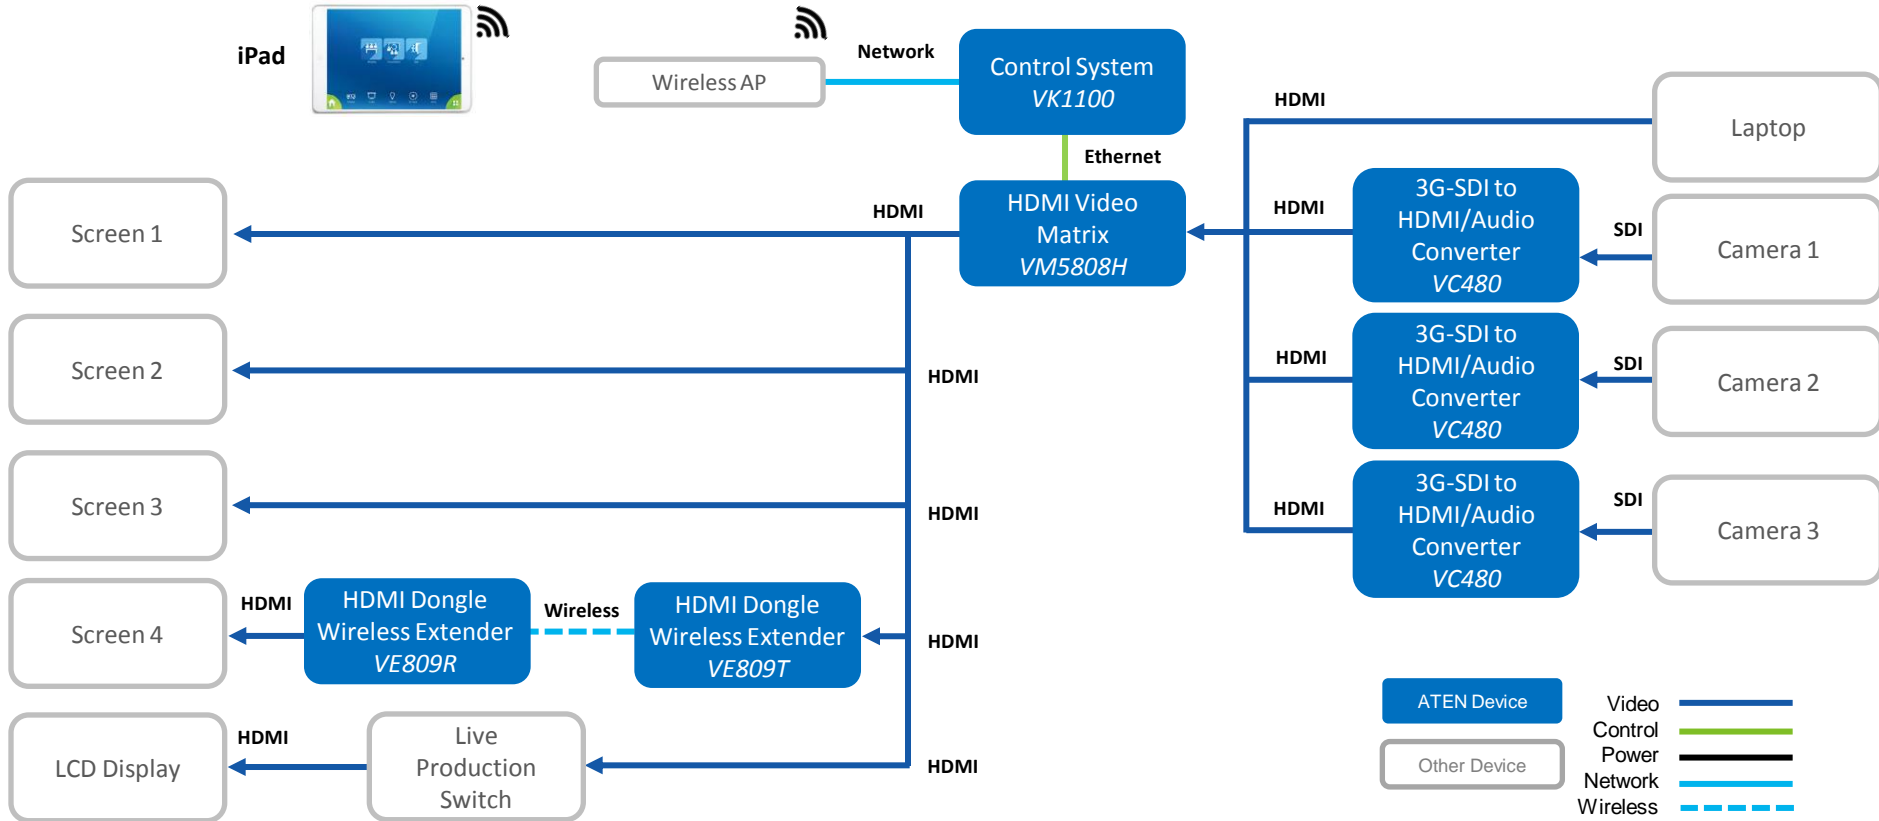 iPad
Wireless AP
Network
Control System
VK1100
Ethernet
HDMI
Laptop
Screen 1
HDMI
HDMI Video
Matrix
VM5808H
HDMI
3G-SDI to
HDMI/Audio
Converter
VC480
SDI
Camera 1
Screen 2
HDMI
HDMI
3G-SDI to
HDMI/Audio
Converter
VC480
SDI
Camera 2
Screen 3
HDMI
HDMI
3G-SDI to
HDMI/Audio
Converter
VC480
SDI
Camera 3
Screen 4
HDMI
HDMI Dongle
Wireless Extender
VE809R
Wireless
HDMI Dongle
Wireless Extender
VE809T
HDMI
LCD Display
HDMI
Live
Production
Switch
HDMI
ATEN Device
Other Device
Video
Control
Power
Network
Wireless